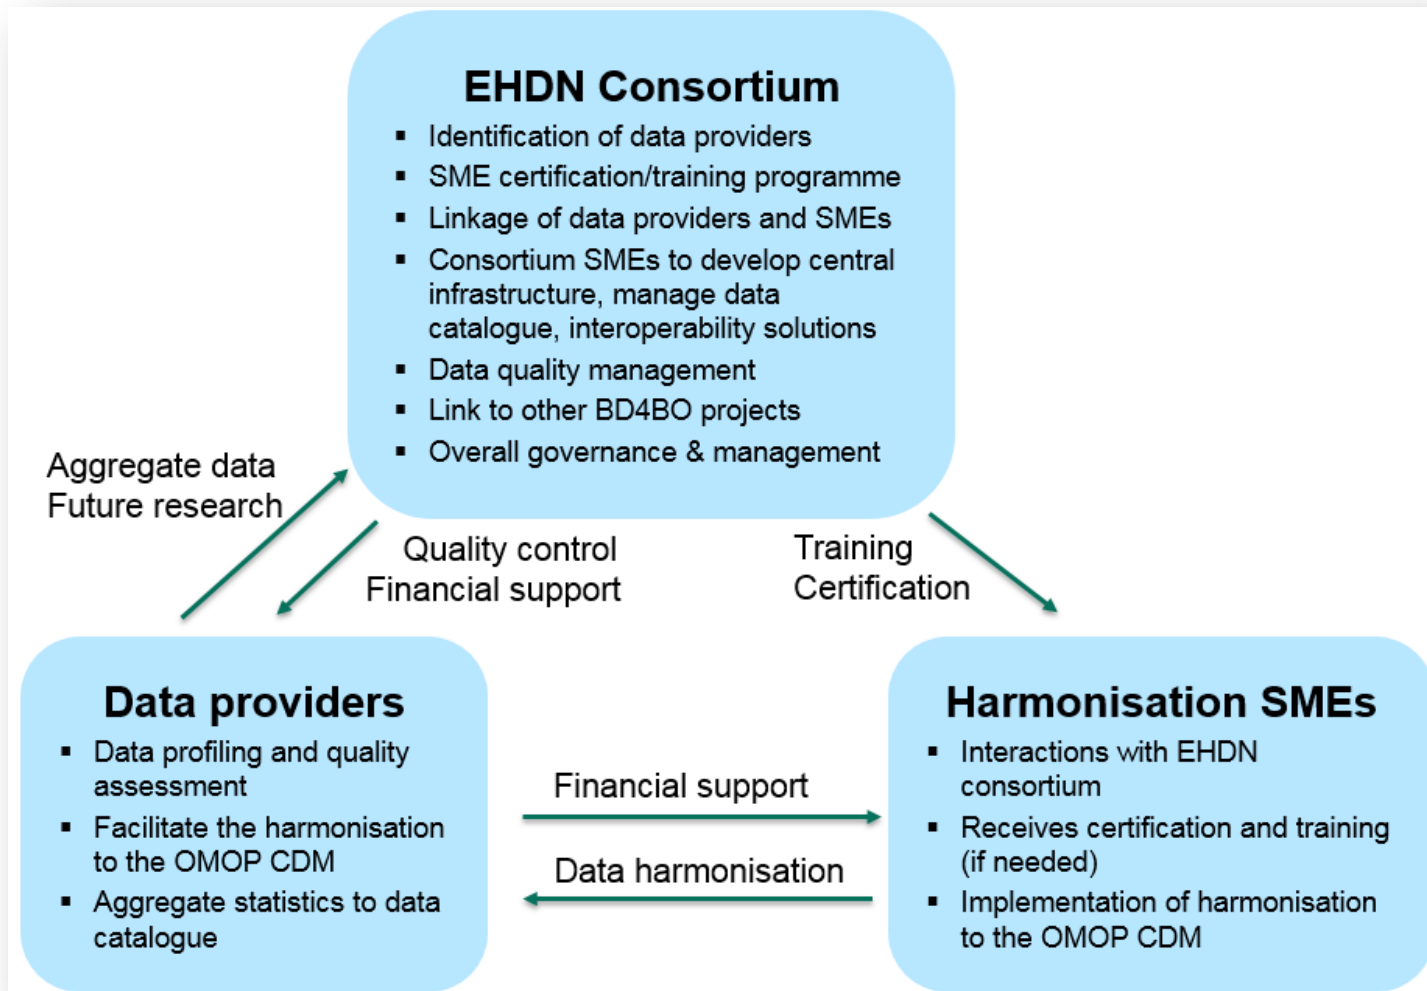 EHDN Consortium
▪ Identification of data providers
▪ SME certification/training programme
▪ Linkage of data providers and SMEs
▪ Consortium SMEs to develop central
infrastructure, manage data
catalogue, interoperability solutions
▪ Data quality management
▪ Link to other BD4BO projects
▪ Overall governance & management
Aggregate data
Future research
Quality control
Financial support
Training
Certification
Data providers
▪ Data profiling and quality
assessment
▪ Facilitate the harmonisation
to the OMOP CDM
▪ Aggregate statistics to data
catalogue
Financial support
Data harmonisation
Harmonisation SMEs
▪ Interactions with EHDN
consortium
▪ Receives certification and training
(if needed)
▪ Implementation of harmonisation
to the OMOP CDM